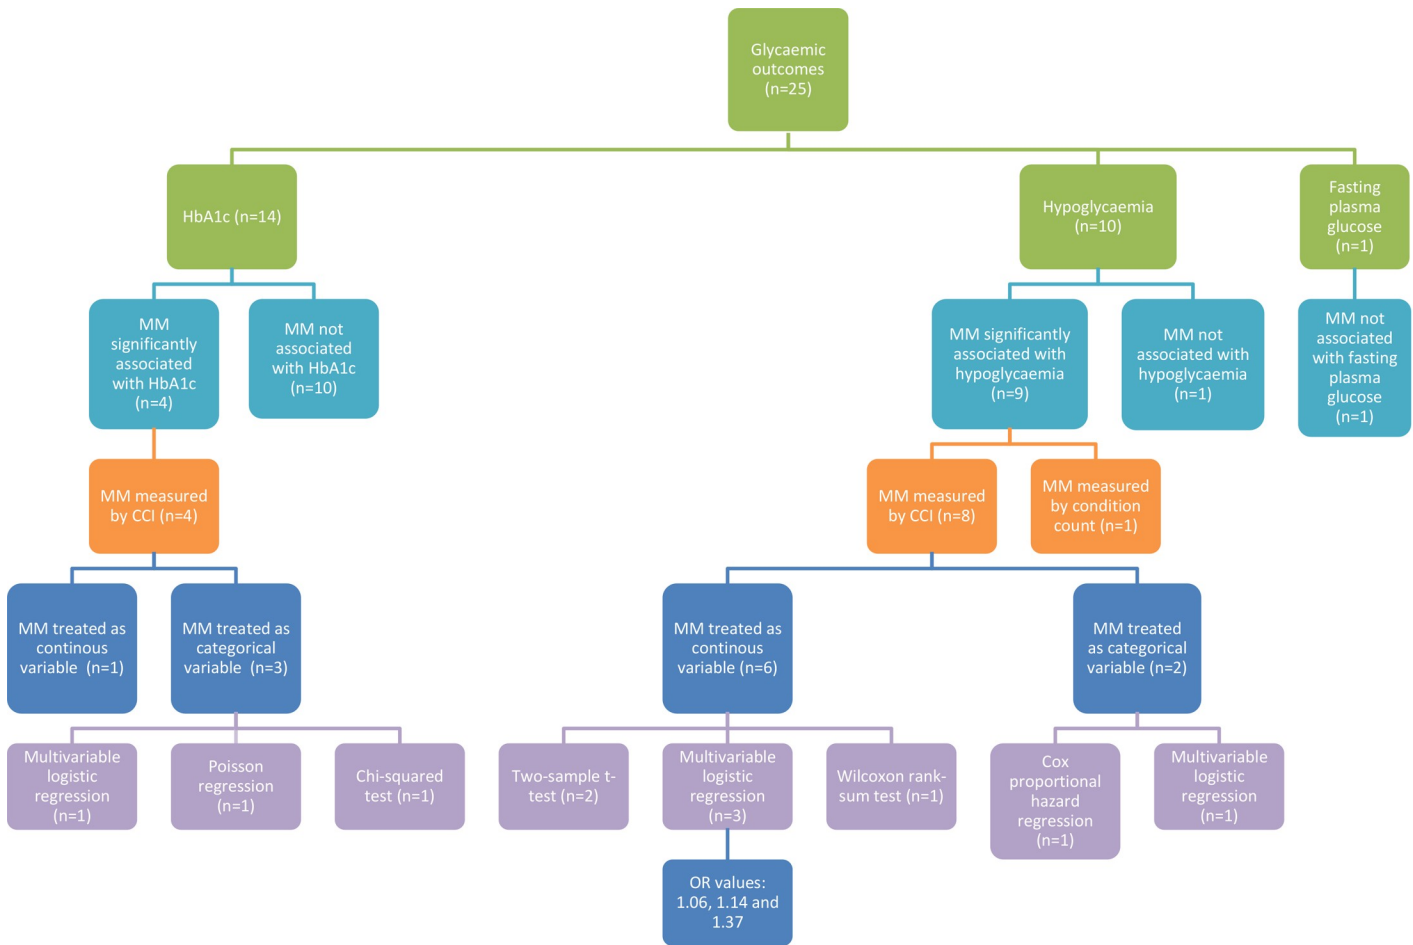 Glycaemic
outcomes
(n=25)
HbA1c (n=14)
Hypoglycaemia
(n=10)
Fasting
plasma
glucose
(n=1)
MM
significantly
associated
with HbA1c
(n=4)
MM not
associated
with HbA1c
(n=10)
MM significantly
associated with
hypoglycaemia
(n=9)
MM not
associated with
hypoglycaemia
(n=1)
MM not
associated
with fasting
plasma
glucose
(n=1)
MM measured
by CCI (n=4)
MM measured
by CCI (n=8)
MM measured
by condition
count (n=1)
MM treated as
continous
variable (n=1)
MM treated as
categorical
variable (n=3)
MM treated as
continous
variable (n=6)
MM treated
as categorical
variable (n=2)
Multivariable
logistic
regression
(n=1)
Poisson
regression
(n=1)
Chi-squared
test (n=1)
Two-sample t-
test (n=2)
Multivariable
logistic
regression
(n=3)
Wilcoxon rank-
sum test (n=1)
Cox
proportional
hazard
regression
(n=1)
Multivariable
logistic
regression
(n=1)
OR values:
1.06, 1.14 and
1.37